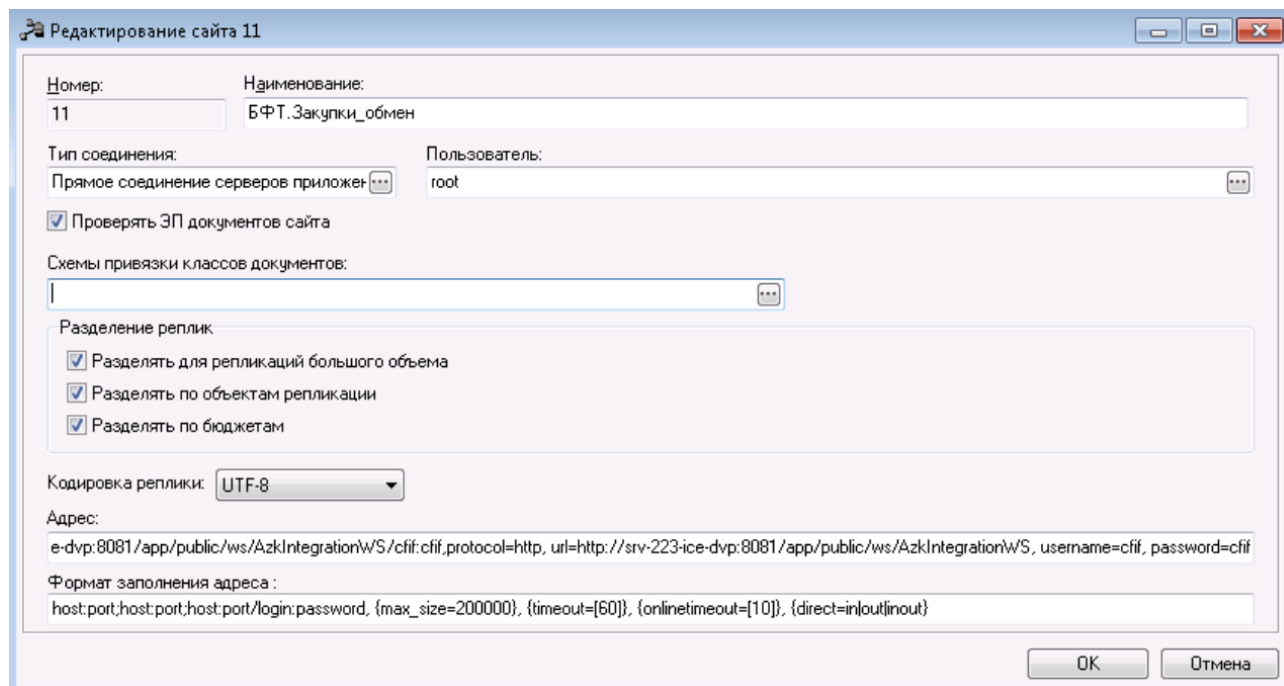 Редактирование сайта 11
Номер: Наименование:
11 БФТ.Закупки_обмен
Тип соединения: Пользователь:
Прямое соединение серверов приложен root
Проверять ЭП документов сайта
Схемы привязки классов документов:
Разделение реплик
Разделять для репликаций большого объема
Разделять по объектам репликации
Разделять по бюджетам
Кодировка реплики: UTF-8
Адрес:
e-dvp:8081/app/public/ws/AzkIntegrationWS/cfif:cfif,protocol=http, url=http://srv-223-ice-dvp:8081/app/public/ws/AzkIntegrationWS, username=cfif, password=cfif
Формат заполнения адреса :
host:port;host:port;host:port/login:password, {max_size=200000}, {timeout=[60]}, {onlinetimeout=[10]}, {direct=in|out|inout}
OK Отмена